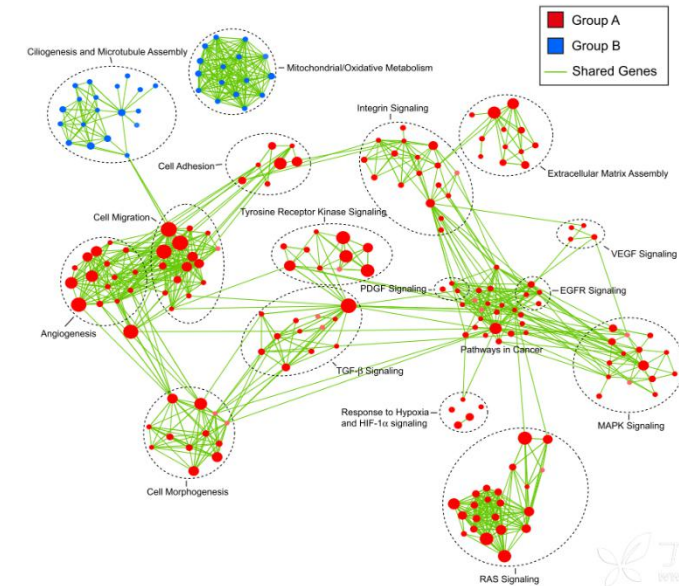 Group A
Group B
Shared Genes
Ciliogenesis and Microtubule Assembly
Mitochondrial/Oxidative Metabolism
Integrin Signaling
Cell Adhesion
Extracellular Matrix Assembly
Cell Migration
Tyrosine Receptor Kinase Signaling
VEGF Signaling
PDGF Signaling
EGFR Signaling
Angiogenesis
Pathways in Cancer
TGF-β Signaling
Response to Hypoxia
and HIF-1α signaling
MAPK Signaling
Cell Morphogenesis
RAS Signaling